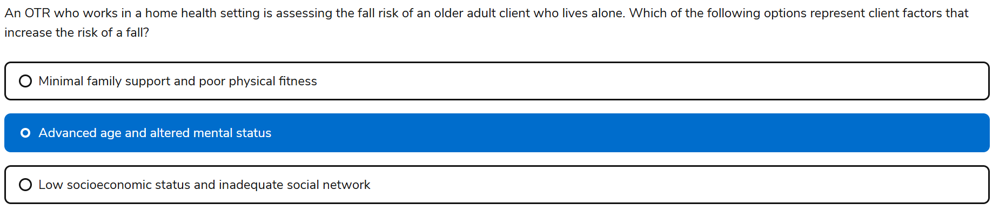 An OTR who works in a home health setting is assessing the fall risk of an older adult client who lives alone. Which of the following options represent client factors that
increase the risk of a fall?
Minimal family support and poor physical fitness
Advanced age and altered mental status
Low socioeconomic status and inadequate social network